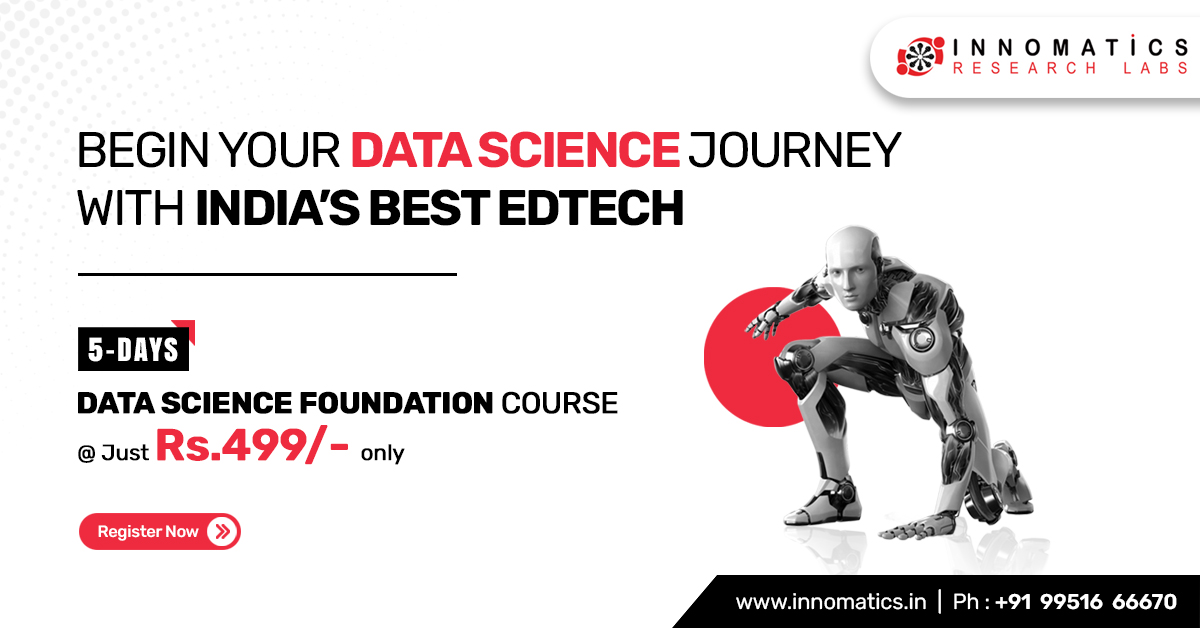 INNOMATICS
RESEARCH LABS
BEGIN YOUR DATA SCIENCE JOURNEY
WITH INDIA'S BEST EDTECH
5-DAYS
DATA SCIENCE FOUNDATION COURSE
@ Just Rs.499/- only
Register Now
www.innomatics.in | Ph : +91 99516 66670